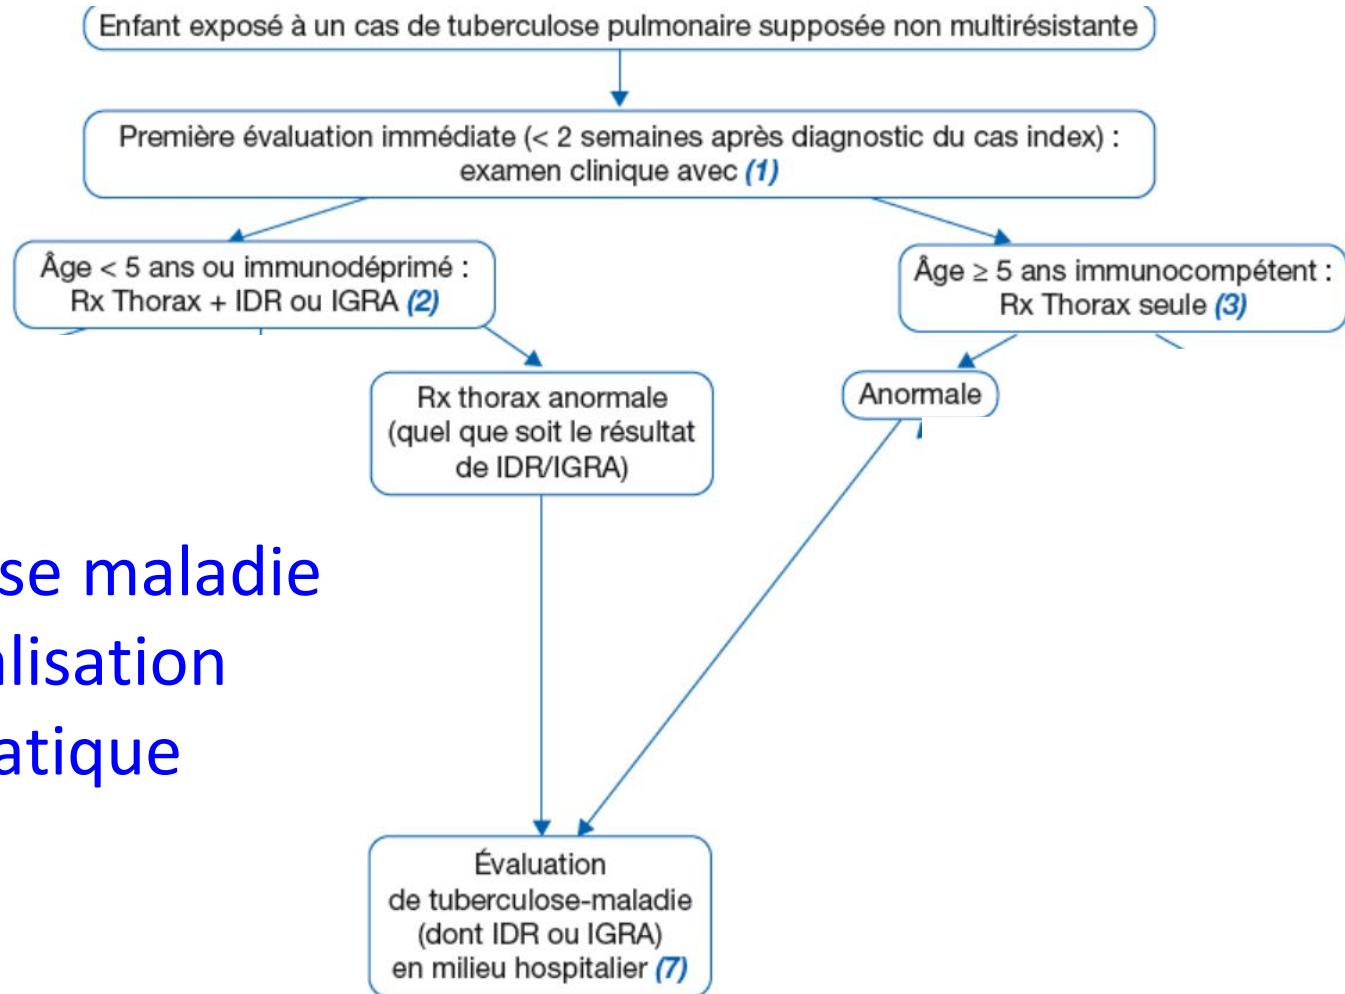 Enfant exposé à un cas de tuberculose pulmonaire supposée non multirésistante
Première évaluation immédiate (< 2 semaines après diagnostic du cas index) :
examen clinique avec (1)
Âge < 5 ans ou immunodéprimé :
Rx Thorax + IDR ou IGRA (2)
Âge ≥ 5 ans immunocompétent :
Rx Thorax seule (3)
Rx thorax anormale
(quel que soit le résultat
de IDR/IGRA)
Anormale
se maladie
alisation
atique
Évaluation
de tuberculose-maladie
(dont IDR ou IGRA)
en milieu hospitalier (7)